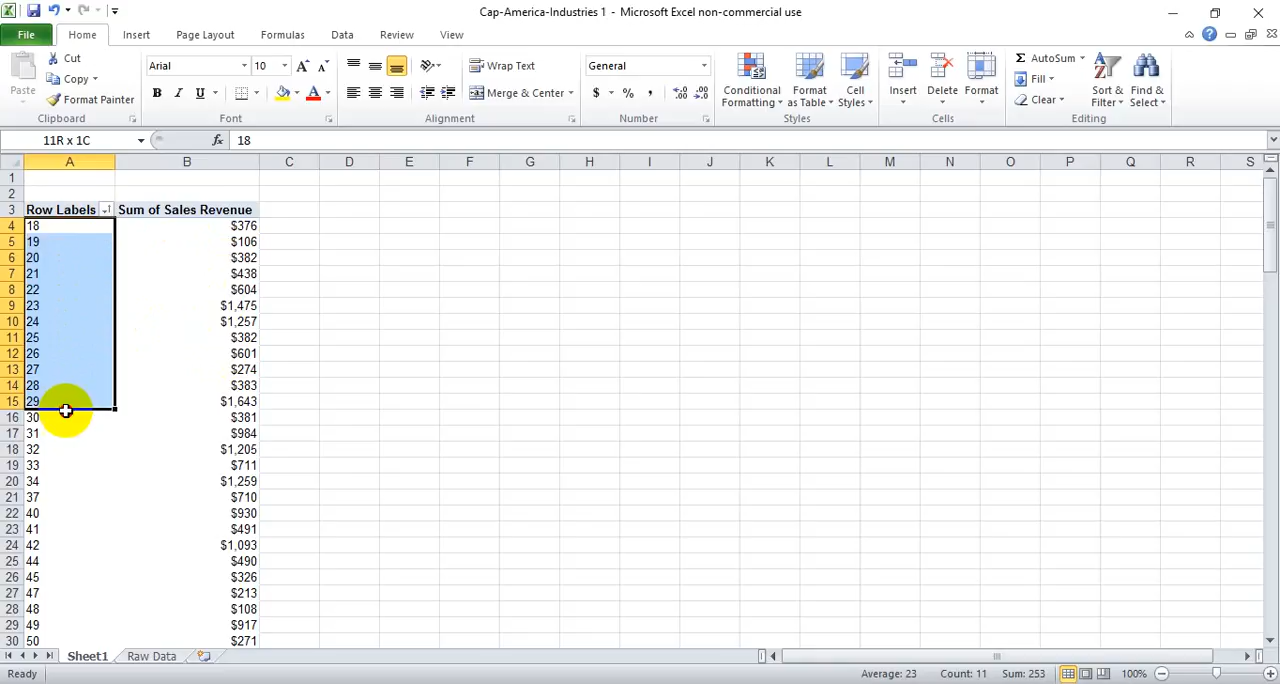 Cap-America-Industries 1 - Microsoft Excel non-commercial use
File Home Insert Page Layout Formulas Data Review View
Paste
Cut
Copy
Format Painter
Clipboard
Arial 10
B I U A
Font
Wrap Text
Merge & Center
Alignment
General
$ % ,
Number
Conditional Formatting
Format as Table
Cell Styles
Styles
Insert Delete Format
Cells
Σ AutoSum
Fill
Clear
Sort & Filter
Find & Select
Editing
11R x 1C fx 18
A B C D E F G H I J K L M N O P Q R S
1
2
3 Row Labels Sum of Sales Revenue
4 18 $376
5 19 $106
6 20 $382
7 21 $438
8 22 $604
9 23 $1,475
10 24 $1,257
11 25 $382
12 26 $601
13 27 $274
14 28 $383
15 29 $1,643
16 30 $381
17 31 $984
18 32 $1,205
19 33 $711
20 34 $1,259
21 37 $710
22 40 $930
23 41 $491
24 42 $1,093
25 44 $490
26 45 $326
27 47 $213
28 48 $108
29 49 $917
30 50 $271
Sheet1 Raw Data
Ready Average: 23 Count: 11 Sum: 253 100%